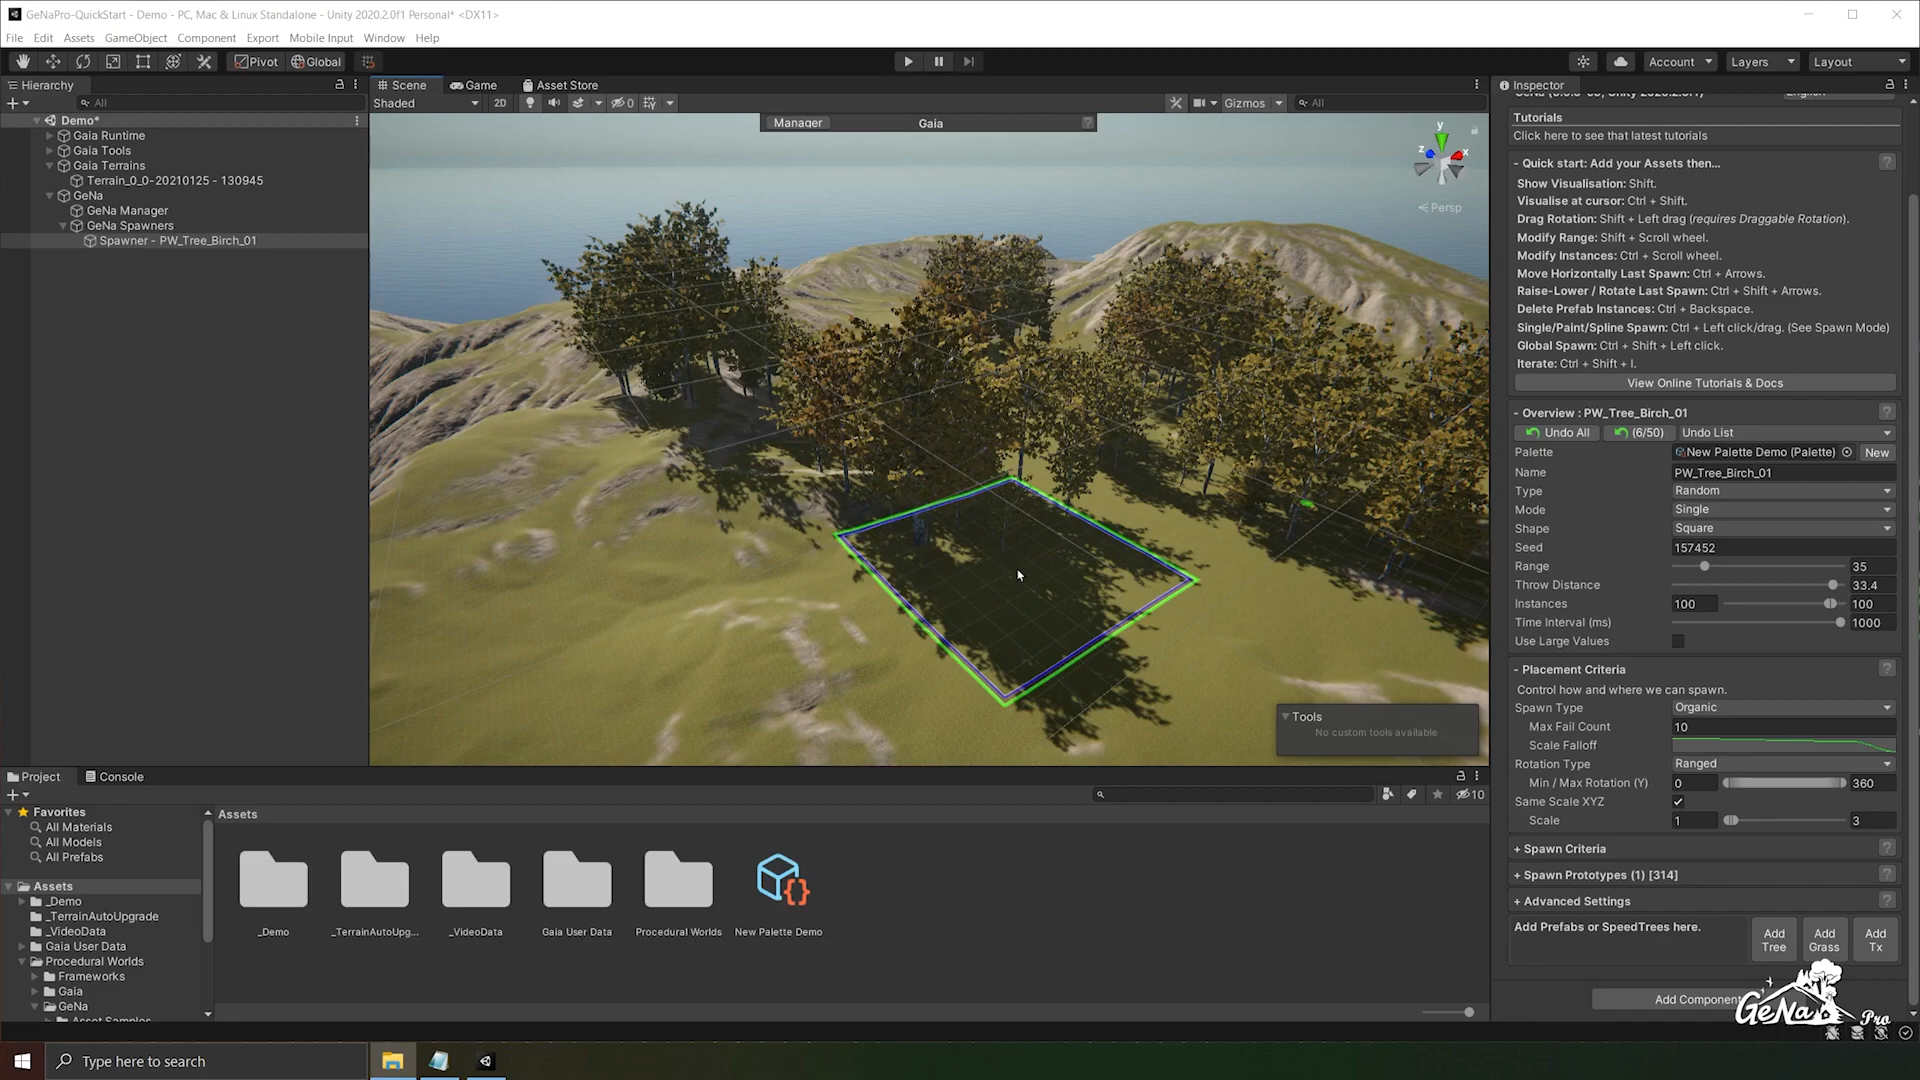 GeNaPro-QuickStart - Demo - PC, Mac & Linux Standalone - Unity 2020.2.0f1 Personal* <DX11>
File Edit Assets GameObject Component Export Mobile Input Window Help
Pivot Global Account Layers Layout
Hierarchy
All
Demo*
Gaia Runtime
Gaia Tools
Gaia Terrains
Terrain_0_0-20210125 - 130945
GeNa
GeNa Manager
GeNa Spawners
Spawner - PW_Tree_Birch_01
Scene Game Asset Store
Shaded 2D 0 Gizmos All
Manager Gaia
y
z
x
Persp
Tools
No custom tools available
Inspector
Tutorials
Click here to see that latest tutorials
- Quick start: Add your Assets then...
Show Visualisation: Shift.
Visualise at cursor: Ctrl + Shift.
Drag Rotation: Shift + Left drag (requires Draggable Rotation).
Modify Range: Shift + Scroll wheel.
Modify Instances: Ctrl + Scroll wheel.
Move Horizontally Last Spawn: Ctrl + Arrows.
Raise-Lower / Rotate Last Spawn: Ctrl + Shift + Arrows.
Delete Prefab Instances: Ctrl + Backspace.
Single/Paint/Spline Spawn: Ctrl + Left click/drag. (See Spawn Mode)
Global Spawn: Ctrl + Shift + Left click.
Iterate: Ctrl + Shift + I.
View Online Tutorials & Docs
- Overview : PW_Tree_Birch_01
Undo All (6/50) Undo List
Palette New Palette Demo (Palette) New
Name PW_Tree_Birch_01
Type Random
Mode Single
Shape Square
Seed 157452
Range 35
Throw Distance 33.4
Instances 100 100
Time Interval (ms) 1000
Use Large Values
- Placement Criteria
Control how and where we can spawn.
Spawn Type Organic
Max Fail Count 10
Scale Falloff
Rotation Type Ranged
Min / Max Rotation (Y) 0 360
Same Scale XYZ
Scale 1 3
+ Spawn Criteria
+ Spawn Prototypes (1) [314]
+ Advanced Settings
Add Prefabs or SpeedTrees here.
Add Tree
Add Grass
Add Tx
Add Component
GeNa Pro
Project Console
10
Favorites
All Materials
All Models
All Prefabs
Assets
_Demo
_TerrainAutoUpgrade
_VideoData
Gaia User Data
Procedural Worlds
Frameworks
Gaia
GeNa
Assets
_Demo
_TerrainAutoUpg...
_VideoData
Gaia User Data
Procedural Worlds
New Palette Demo
Type here to search